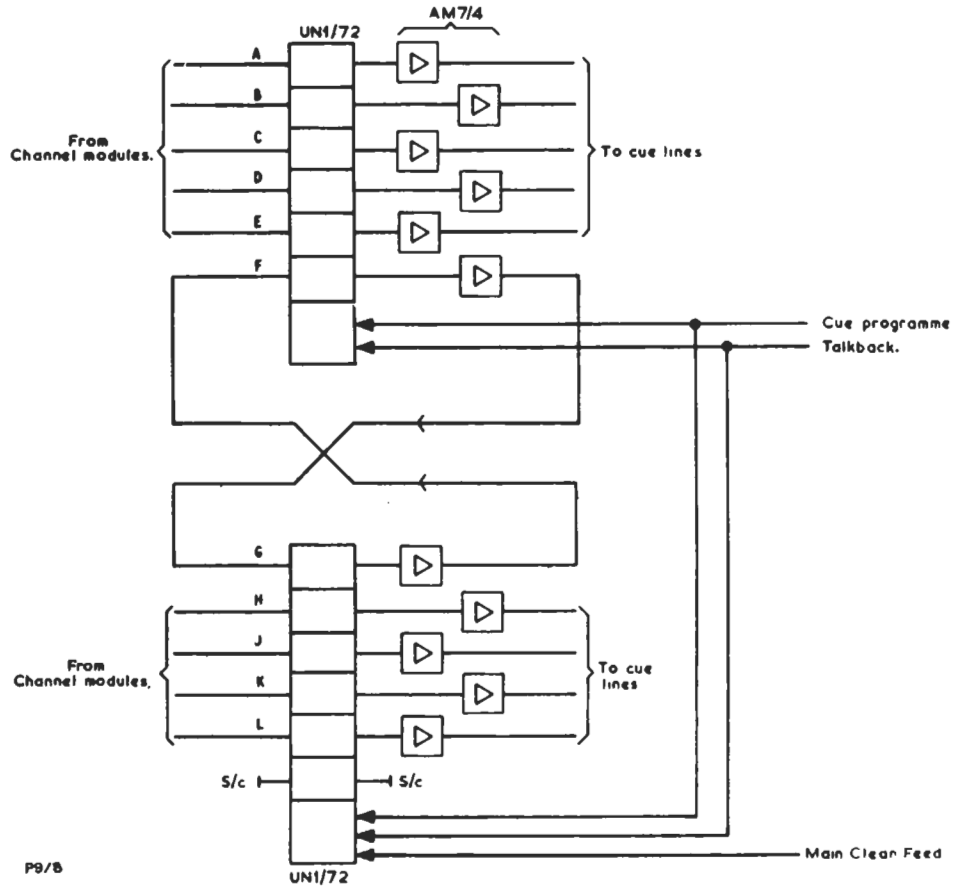 AM7/4
UN1/72
A
B
From
Channel modules.
C
To cue lines
D
E
F
Cue programme
Talkback.
G
H
J
From
Channel modules.
To cue
lines
K
L
S/c
S/c
Main Clear Feed
P9/8
UN1/72